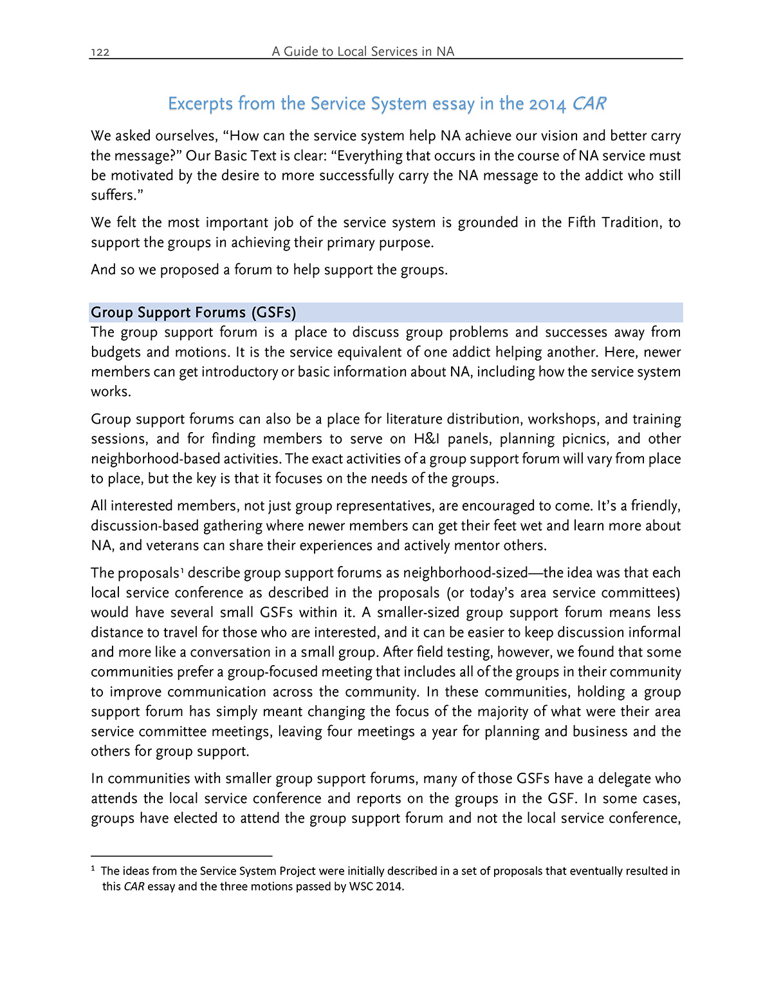 122 A Guide to Local Services in NA
Excerpts from the Service System essay in the 2014 CAR
We asked ourselves, “How can the service system help NA achieve our vision and better carry
the message?” Our Basic Text is clear: “Everything that occurs in the course of NA service must
be motivated by the desire to more successfully carry the NA message to the addict who still
suffers.”
We felt the most important job of the service system is grounded in the Fifth Tradition, to
support the groups in achieving their primary purpose.
And so we proposed a forum to help support the groups.
Group Support Forums (GSFs)
The group support forum is a place to discuss group problems and successes away from
budgets and motions. It is the service equivalent of one addict helping another. Here, newer
members can get introductory or basic information about NA, including how the service system
works.
Group support forums can also be a place for literature distribution, workshops, and training
sessions, and for finding members to serve on H&I panels, planning picnics, and other
neighborhood-based activities. The exact activities of a group support forum will vary from place
to place, but the key is that it focuses on the needs of the groups.
All interested members, not just group representatives, are encouraged to come. It’s a friendly,
discussion-based gathering where newer members can get their feet wet and learn more about
NA, and veterans can share their experiences and actively mentor others.
The proposals¹ describe group support forums as neighborhood-sized—the idea was that each
local service conference as described in the proposals (or today’s area service committees)
would have several small GSFs within it. A smaller-sized group support forum means less
distance to travel for those who are interested, and it can be easier to keep discussion informal
and more like a conversation in a small group. After field testing, however, we found that some
communities prefer a group-focused meeting that includes all of the groups in their community
to improve communication across the community. In these communities, holding a group
support forum has simply meant changing the focus of the majority of what were their area
service committee meetings, leaving four meetings a year for planning and business and the
others for group support.
In communities with smaller group support forums, many of those GSFs have a delegate who
attends the local service conference and reports on the groups in the GSF. In some cases,
groups have elected to attend the group support forum and not the local service conference,
¹ The ideas from the Service System Project were initially described in a set of proposals that eventually resulted in
this CAR essay and the three motions passed by WSC 2014.